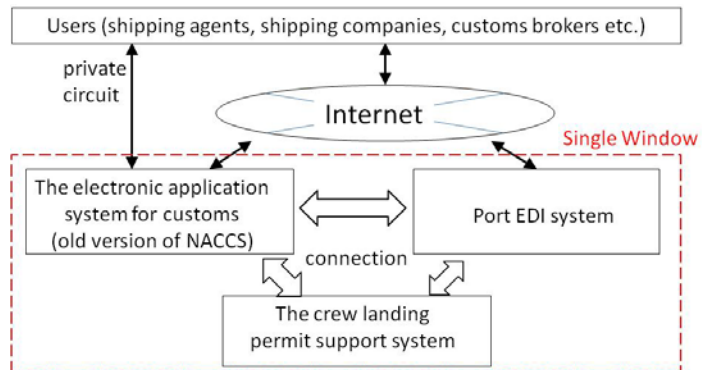 Users (shipping agents, shipping companies, customs brokers etc.)
private
circuit
Internet
Single Window
The electronic application
system for customs
(old version of NACCS)
Port EDI system
connection
The crew landing
permit support system